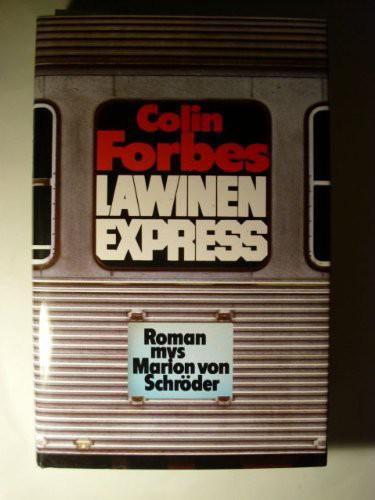 Colin
Forbes
LAWINEN
EXPRESS
Roman
mys
Marion von
Schröder